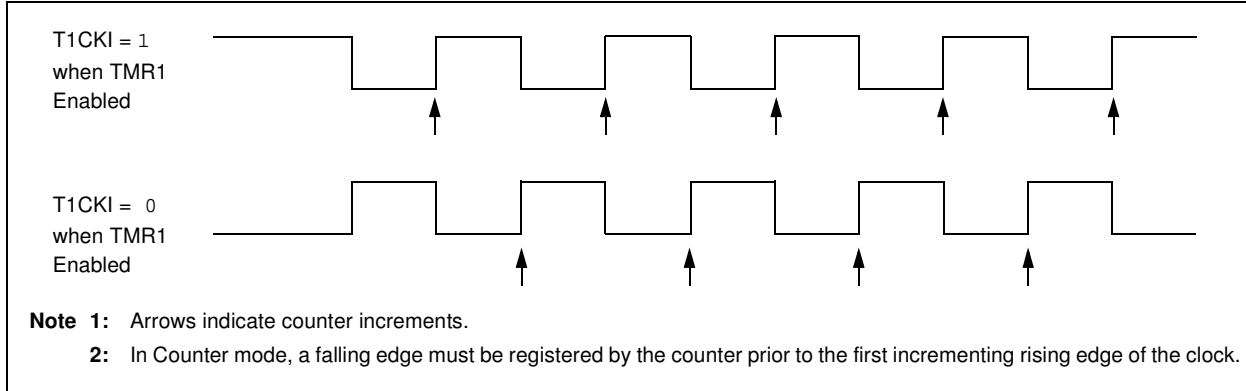 T1CKI = 1
when TMR1
Enabled
T1CKI = 0
when TMR1
Enabled
Note 1: Arrows indicate counter increments.
2: In Counter mode, a falling edge must be registered by the counter prior to the first incrementing rising edge of the clock.